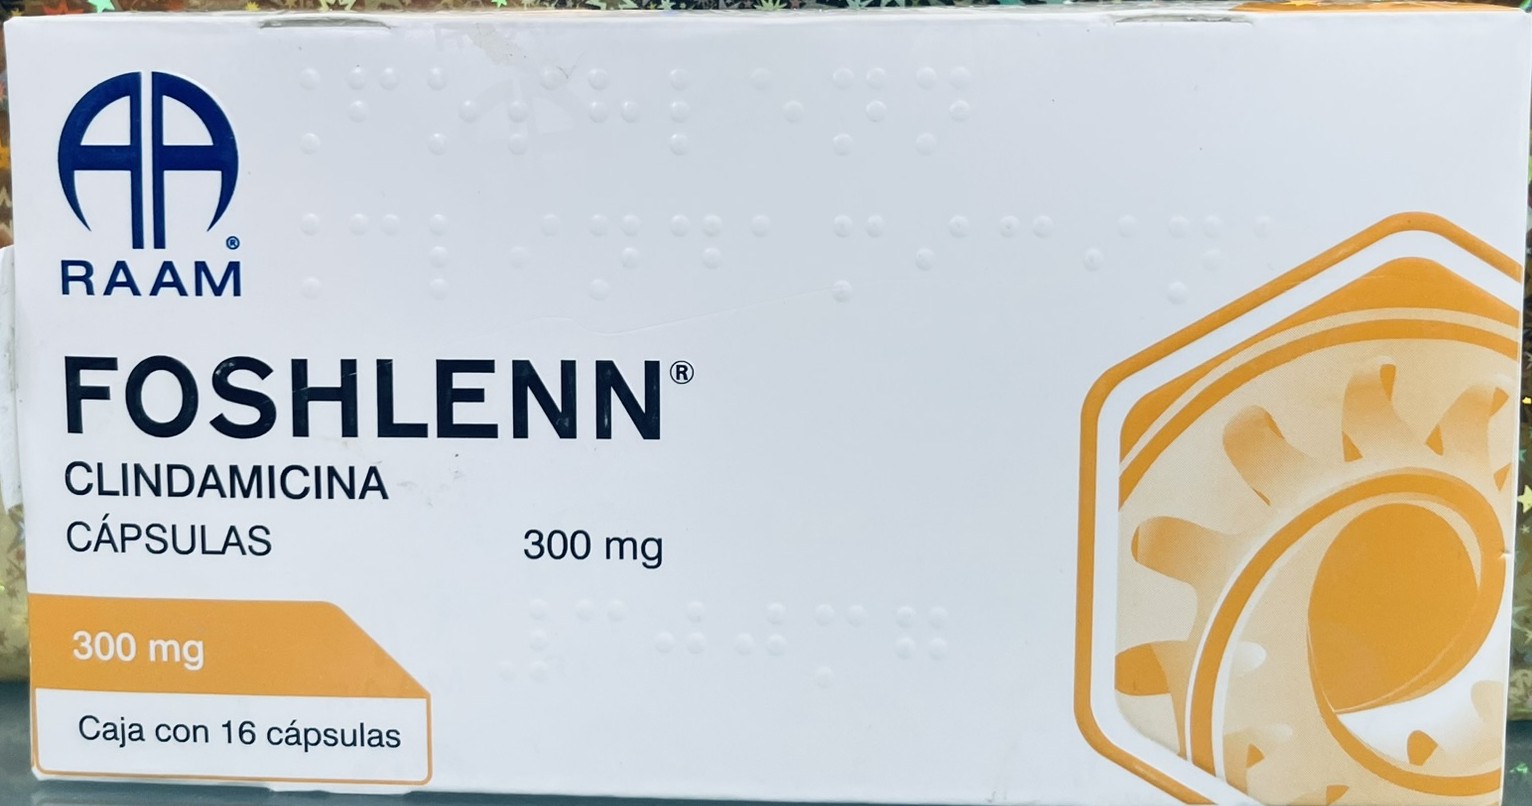 RAAM®
FOSHLENN®
CLINDAMICINA
CÁPSULAS 300 mg
300 mg
Caja con 16 cápsulas